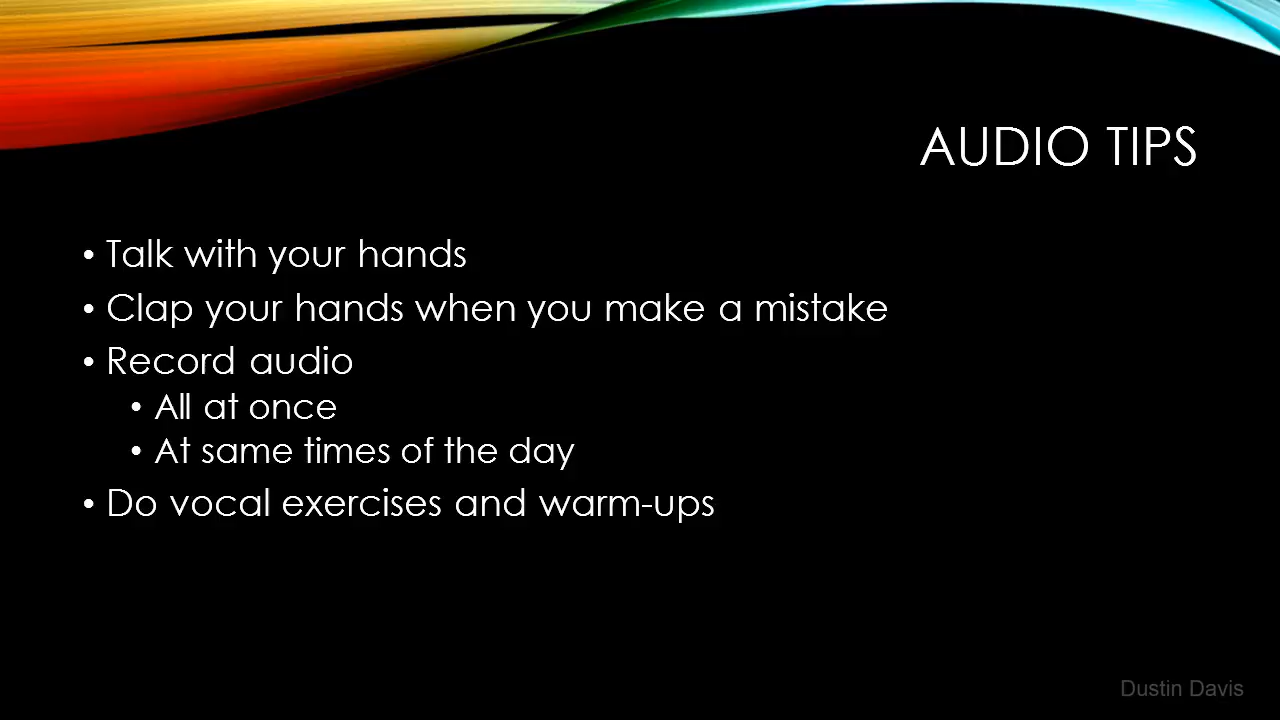 AUDIO TIPS
• Talk with your hands
• Clap your hands when you make a mistake
• Record audio
• All at once
• At same times of the day
• Do vocal exercises and warm-ups
Dustin Davis